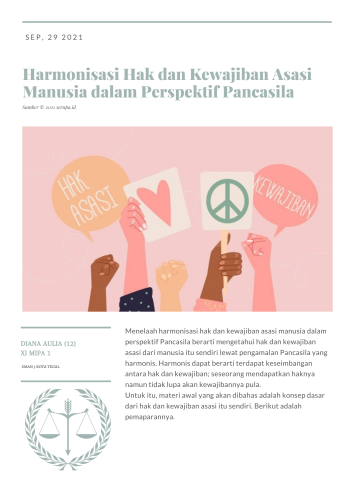 SEP, 29 2021
Harmonisasi Hak dan Kewajiban Asasi
Manusia dalam Perspektif Pancasila
Sumber © 2021 serupa.id
HAK
ASASI
KEWAJIBAN
DIANA AULIA (12)
XI MIPA 1
SMAN 3 KOTA TEGAL
Menelaah harmonisasi hak dan kewajiban asasi manusia dalam
perspektif Pancasila berarti mengetahui hak dan kewajiban
asasi dari manusia itu sendiri lewat pengamalan Pancasila yang
harmonis. Harmonis dapat berarti terdapat keseimbangan
antara hak dan kewajiban; seseorang mendapatkan haknya
namun tidak lupa akan kewajibannya pula.
Untuk itu, materi awal yang akan dibahas adalah konsep dasar
dari hak dan kewajiban asasi itu sendiri. Berikut adalah
pemaparannya.